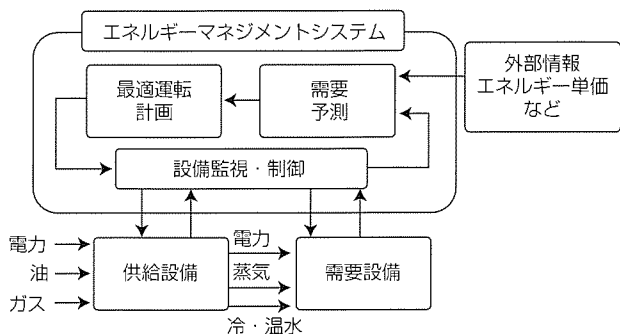 エネルギーマネジメントシステム
最適運転
計画
需要
予測
外部情報
エネルギー単価
など
設備監視・制御
電力
油
ガス
供給設備
電力
蒸気
冷・温水
需要設備